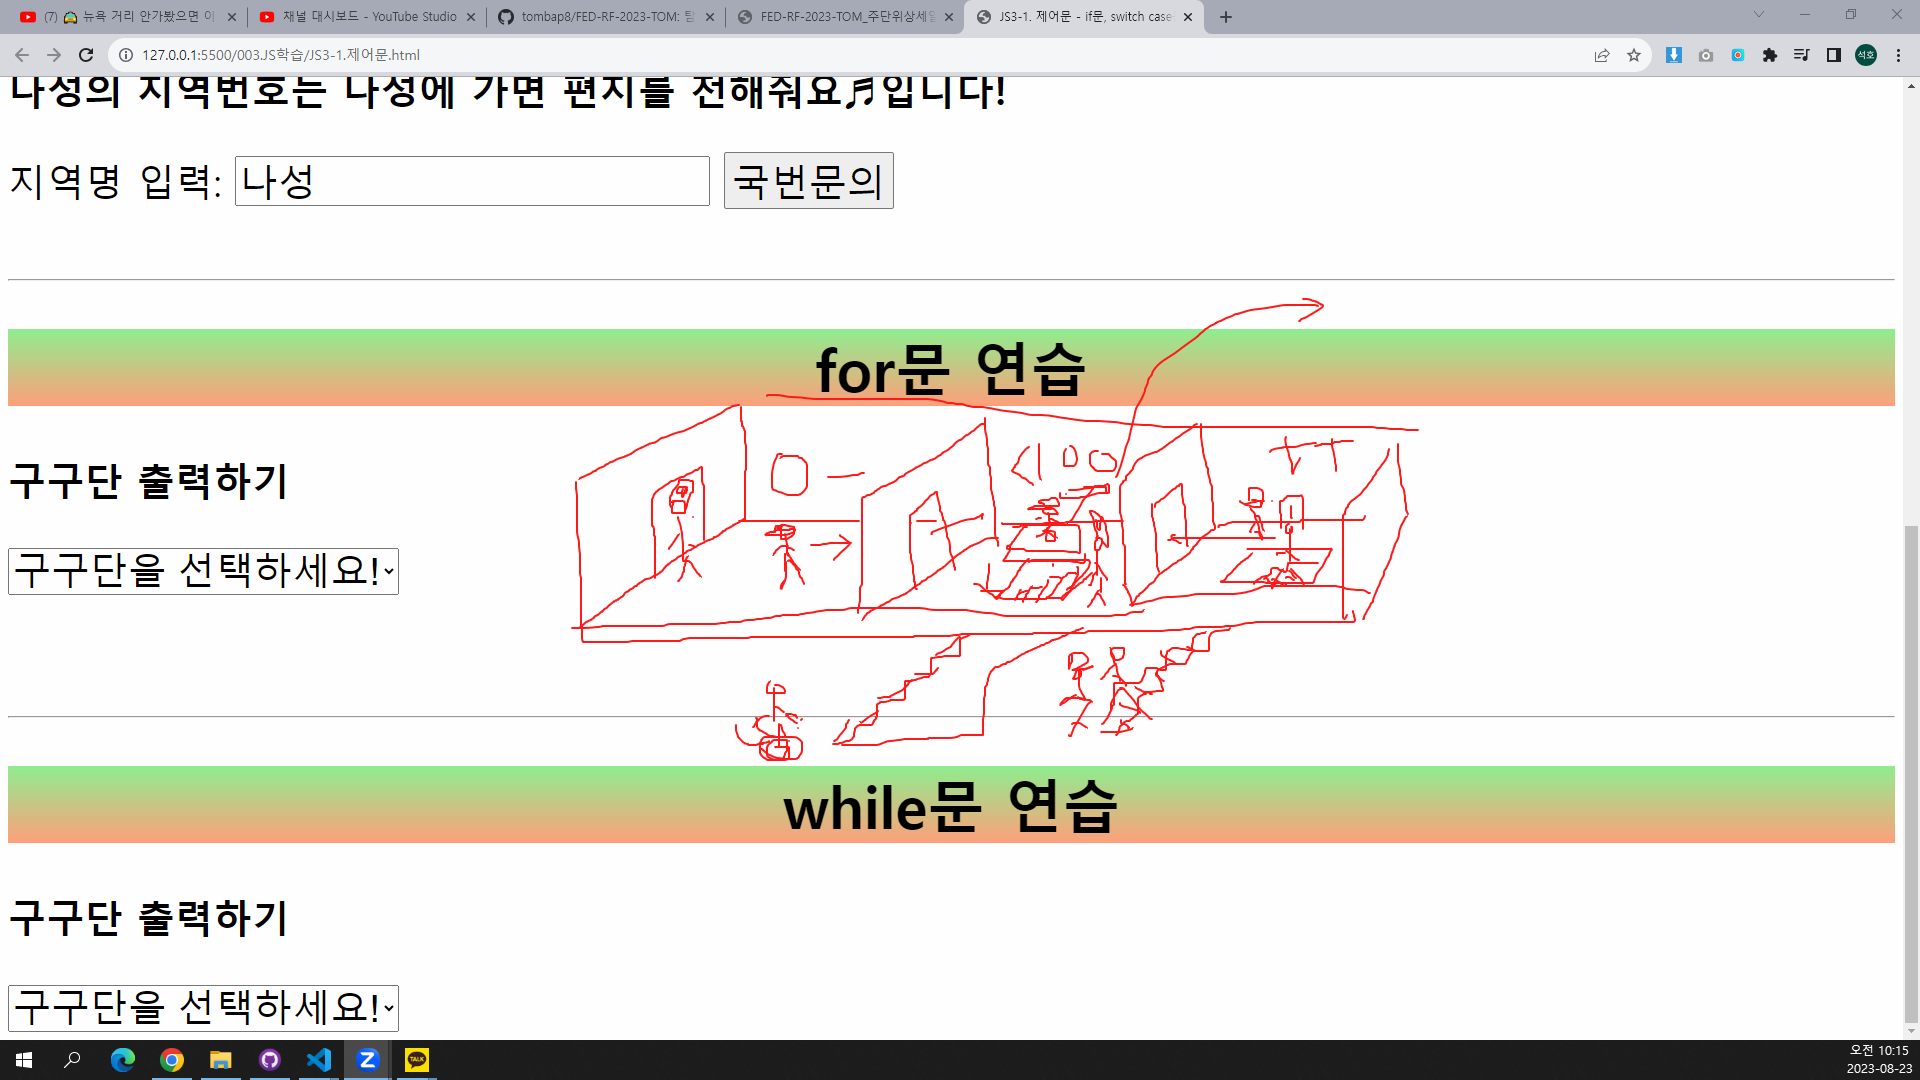 (7) 뉴욕 거리 안가봤으면 이
채널 대시보드 - YouTube Studio
tombap8/FED-RF-2023-TOM: 탐
FED-RF-2023-TOM_주단위상세일
JS3-1. 제어문 - if문, switch case
127.0.0.1:5500/003.JS학습/JS3-1.제어문.html
석호
나성의 지역번호는 나성에 가면 편지를 전해줘요♬입니다!
지역명 입력: 나성 국번문의
for문 연습
구구단 출력하기
구구단을 선택하세요!
while문 연습
구구단 출력하기
구구단을 선택하세요!
TALK
오전 10:15
2023-08-23